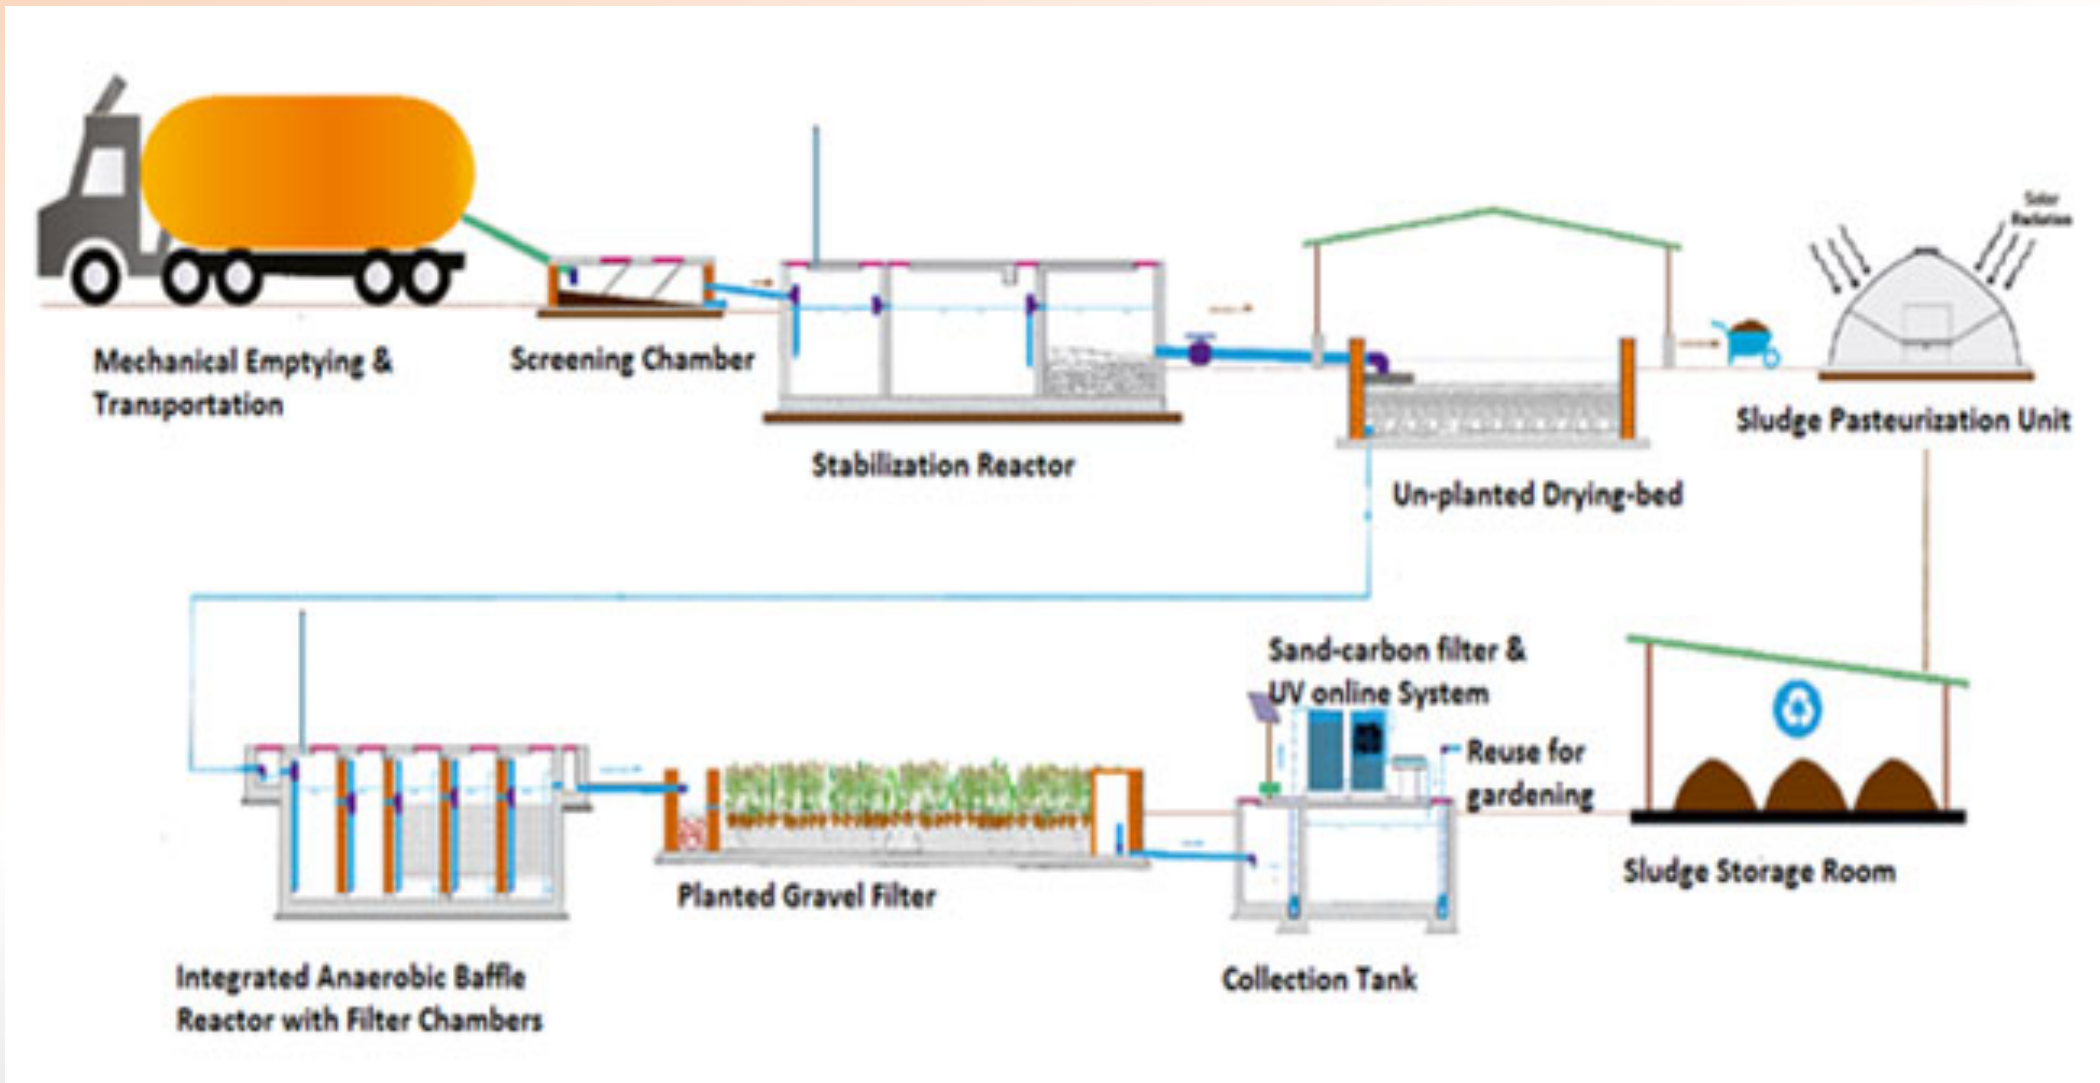 Solar
Radiation
Mechanical Emptying &
Transportation
Screening Chamber
Stabilization Reactor
Un-planted Drying-bed
Sludge Pasteurization Unit
Integrated Anaerobic Baffle
Reactor with Filter Chambers
Planted Gravel Filter
Sand-carbon filter &
UV online System
Reuse for
gardening
Collection Tank
Sludge Storage Room